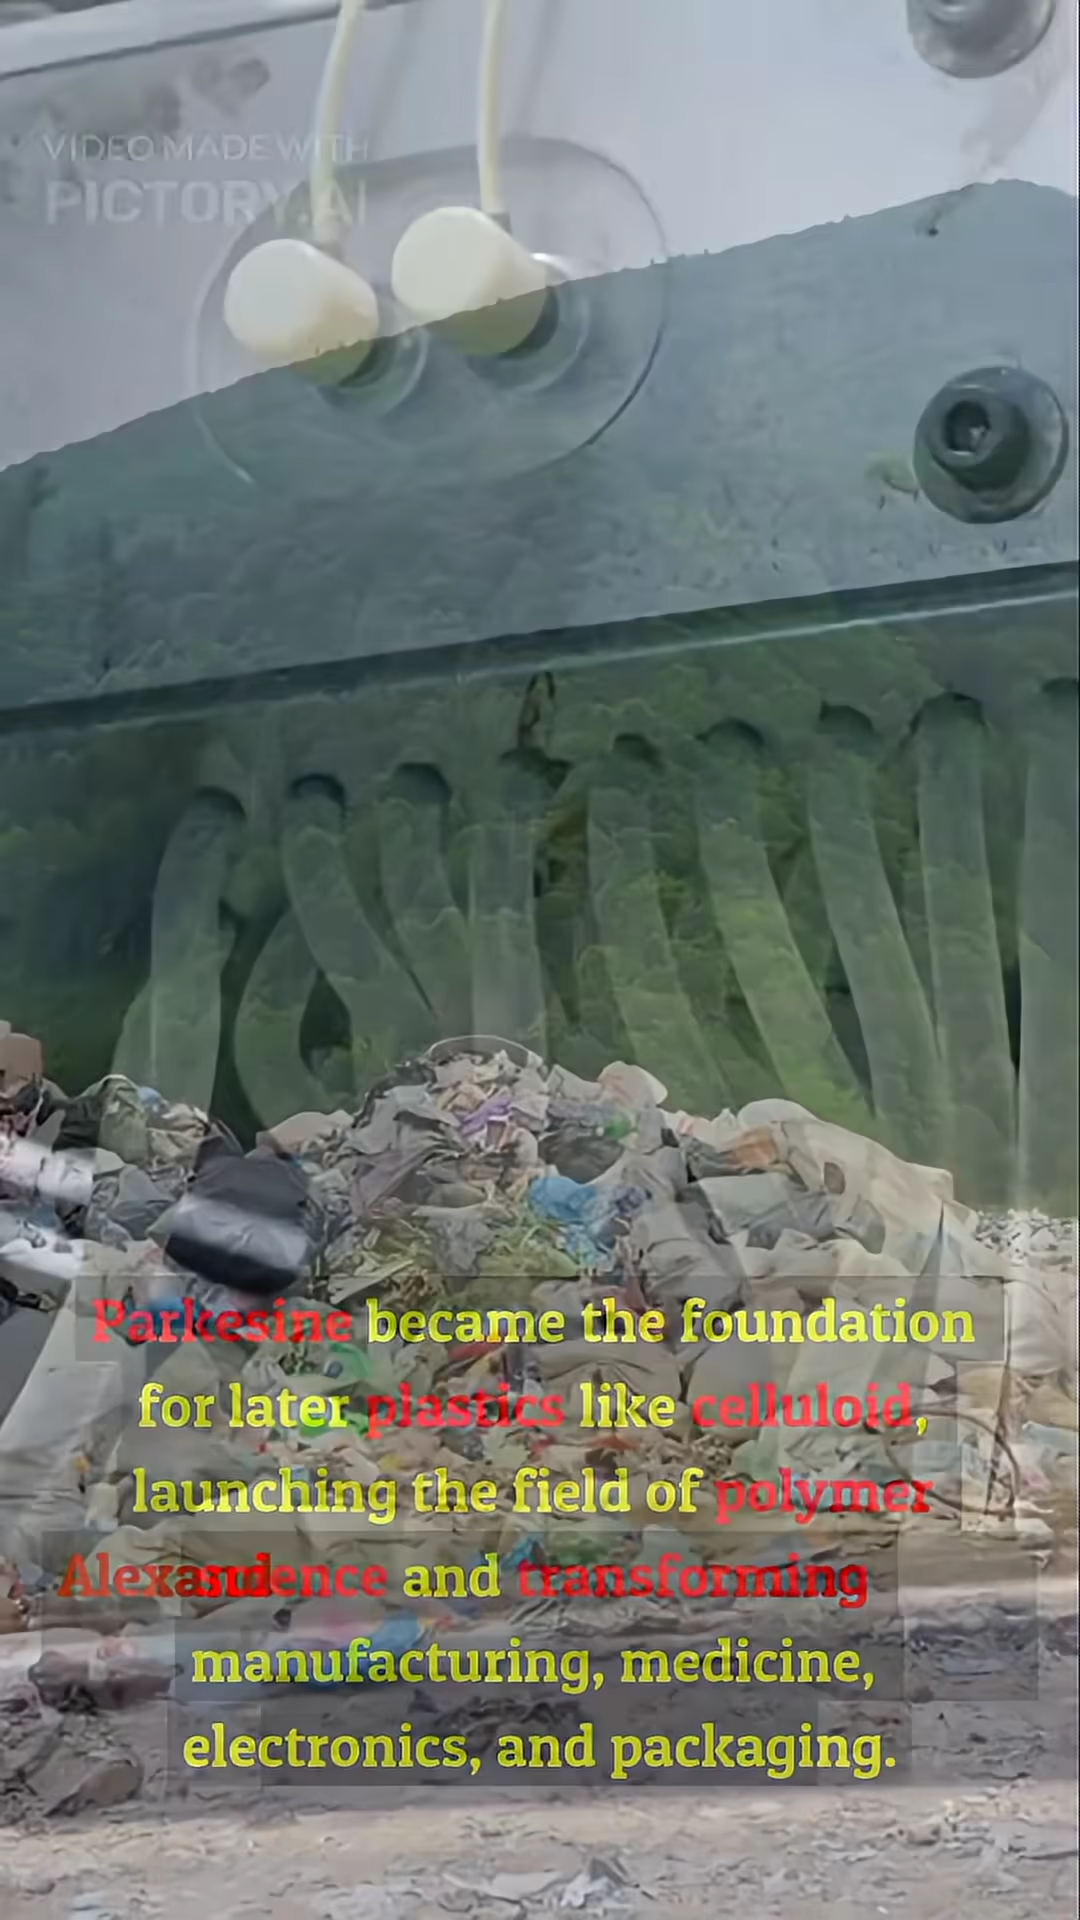 VIDEO MADE WITH
PICTORY.AI
Parkesine became the foundation
for later plastics like celluloid,
launching the field of polymer
and transforming
manufacturing, medicine,
electronics, and packaging.